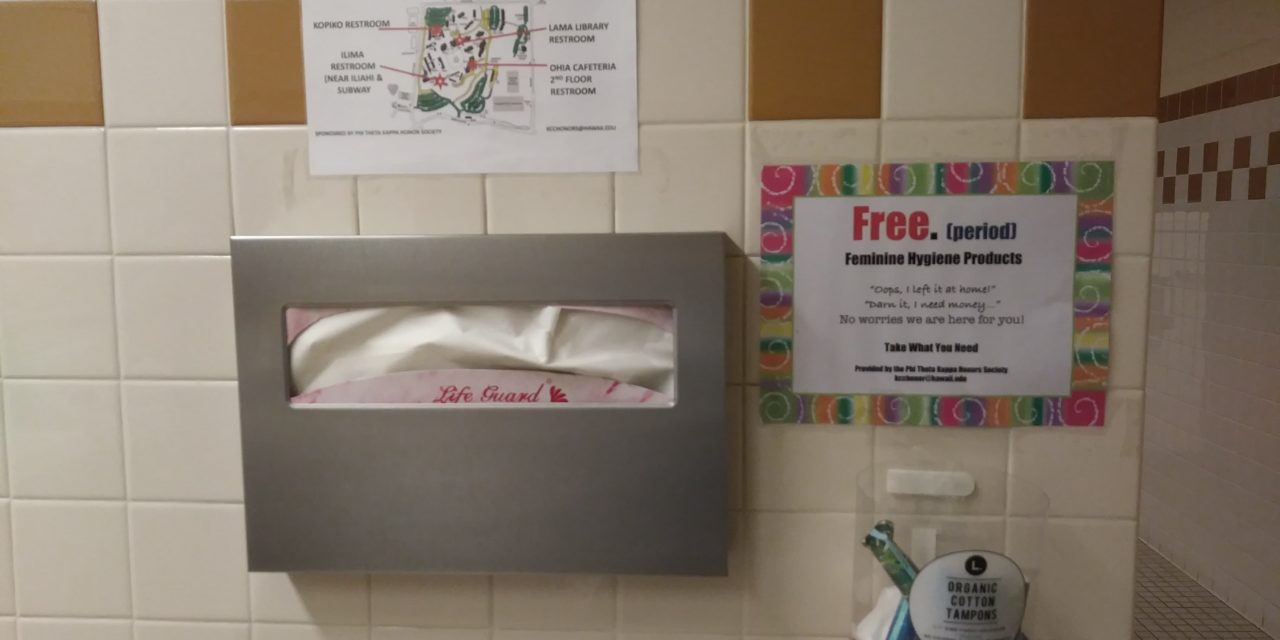 KOPIKO RESTROOM
ILIMA
RESTROOM
(NEAR ILIAHI &
SUBWAY
LAMA LIBRARY
RESTROOM
OHIA CAFETERIA
2ND FLOOR
RESTROOM
SPONSORED BY PHI THETA KAPPA HONOR SOCIETY
KCCHONORS@HAWAII.EDU
Life Guard
Free. (period)
Feminine Hygiene Products
"Oops, I left it at home!"
"Darn it, I need money..."
No worries we are here for you!
Take What You Need
Provided by the Phi Theta Kappa Honors Society
kcchonor@hawaii.edu
L
ORGANIC
COTTON
TAMPONS